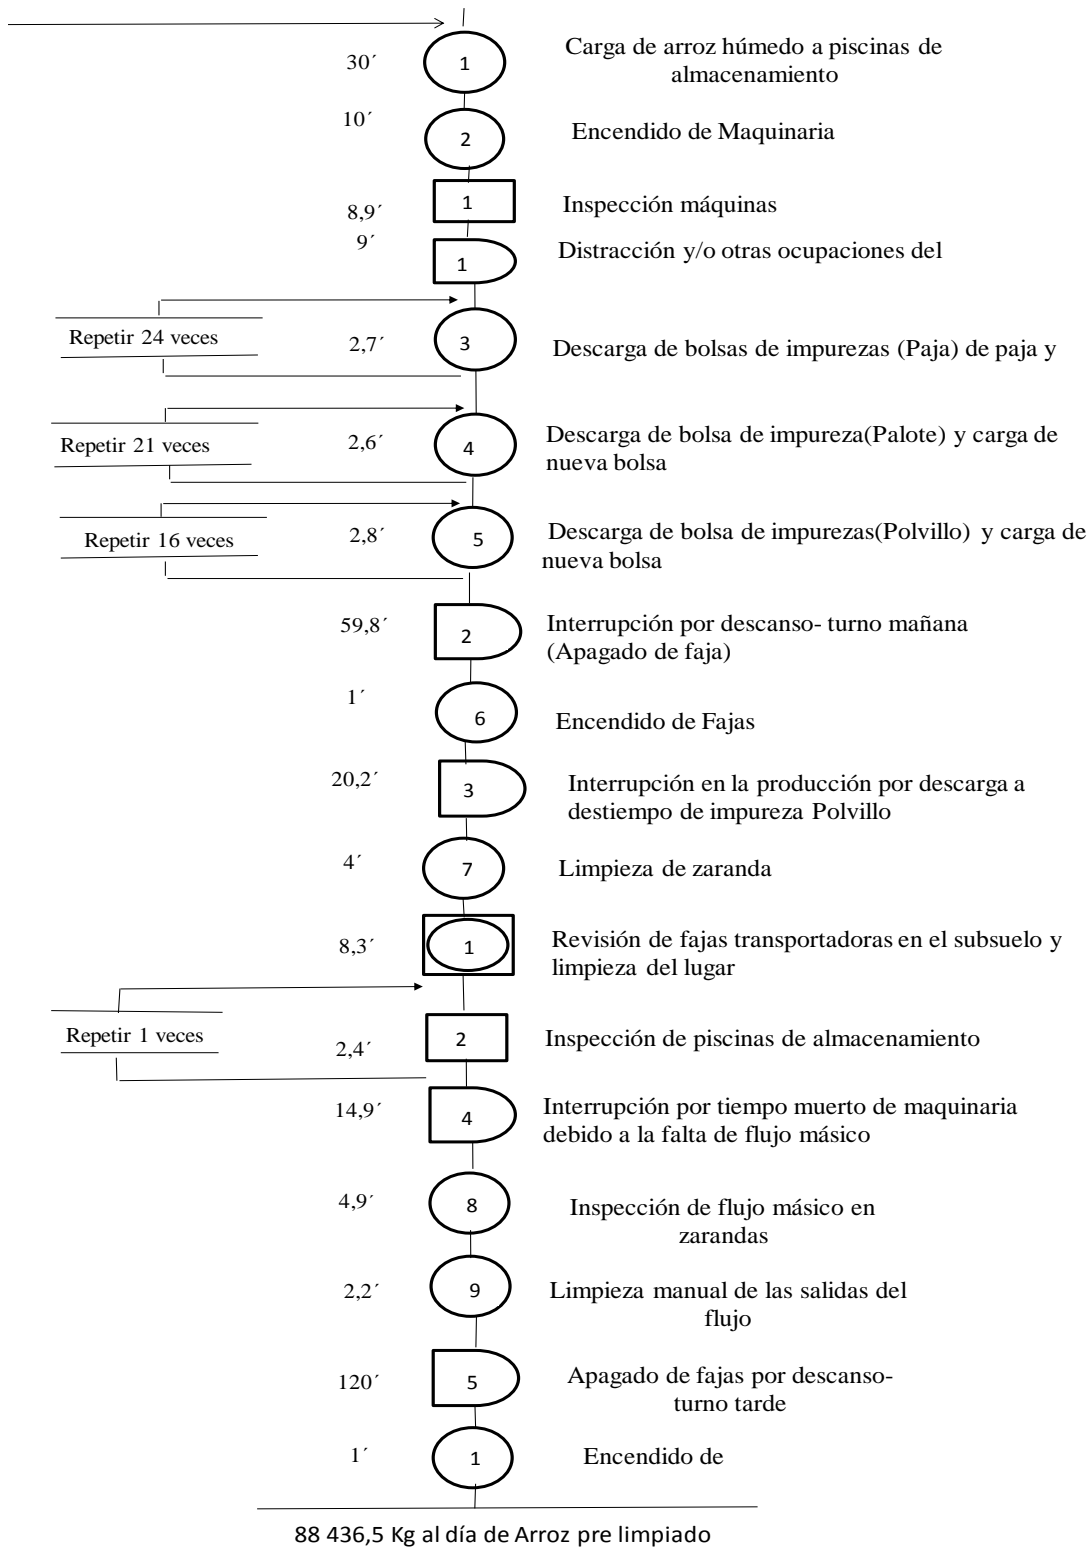 30´
1
Carga de arroz húmedo a piscinas de
almacenamiento
10´
2
Encendido de Maquinaria
8,9´
1
Inspección máquinas
9´
1
Distracción y/o otras ocupaciones del
Repetir 24 veces
2,7´
3
Descarga de bolsas de impurezas (Paja) de paja y
Repetir 21 veces
2,6´
4
Descarga de bolsa de impureza(Palote) y carga de
nueva bolsa
Repetir 16 veces
2,8´
5
Descarga de bolsa de impurezas(Polvillo) y carga de
nueva bolsa
59,8´
2
Interrupción por descanso- turno mañana
(Apagado de faja)
1´
6
Encendido de Fajas
20,2´
3
Interrupción en la producción por descarga a
destiempo de impureza Polvillo
4´
7
Limpieza de zaranda
8,3´
1
Revisión de fajas transportadoras en el subsuelo y
limpieza del lugar
Repetir 1 veces
2,4´
2
Inspección de piscinas de almacenamiento
14,9´
4
Interrupción por tiempo muerto de maquinaria
debido a la falta de flujo másico
4,9´
8
Inspección de flujo másico en
zarandas
2,2´
9
Limpieza manual de las salidas del
flujo
120´
5
Apagado de fajas por descanso-
turno tarde
1´
1
Encendido de
88 436,5 Kg al día de Arroz pre limpiado